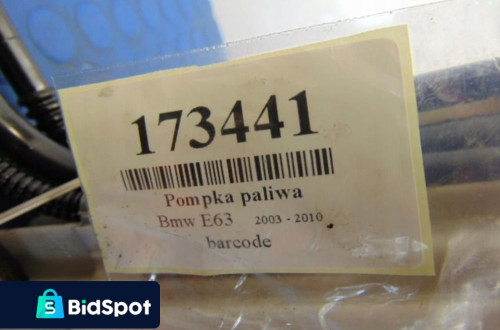 173441
Pompka paliwa
Bmw E63 2003 - 2010
barcode
S
BidSpot